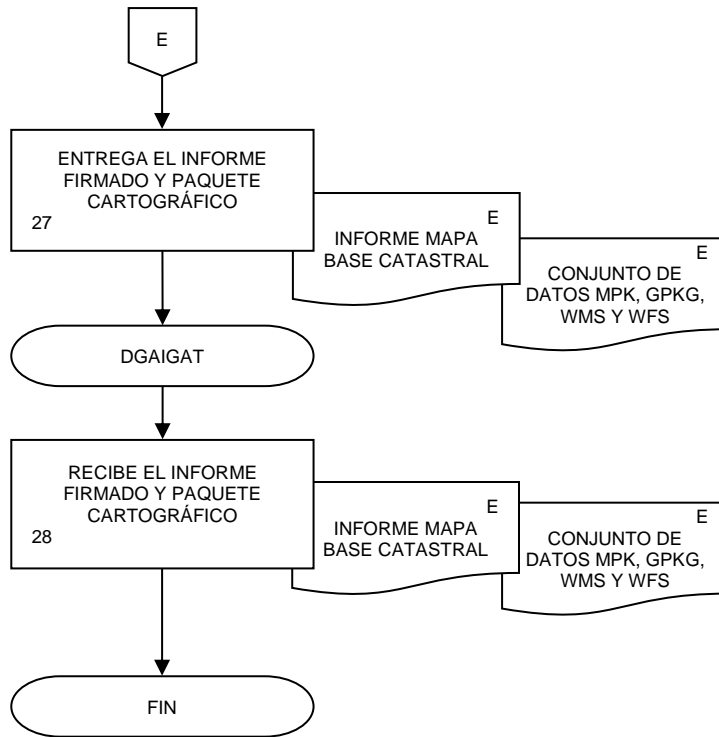 E
ENTREGA EL INFORME
FIRMADO Y PAQUETE
CARTOGRÁFICO
27
E
INFORME MAPA
BASE CATASTRAL
E
CONJUNTO DE
DATOS MPK, GPKG,
WMS Y WFS
DGAIGAT
RECIBE EL INFORME
FIRMADO Y PAQUETE
CARTOGRÁFICO
28
E
INFORME MAPA
BASE CATASTRAL
E
CONJUNTO DE
DATOS MPK, GPKG,
WMS Y WFS
FIN